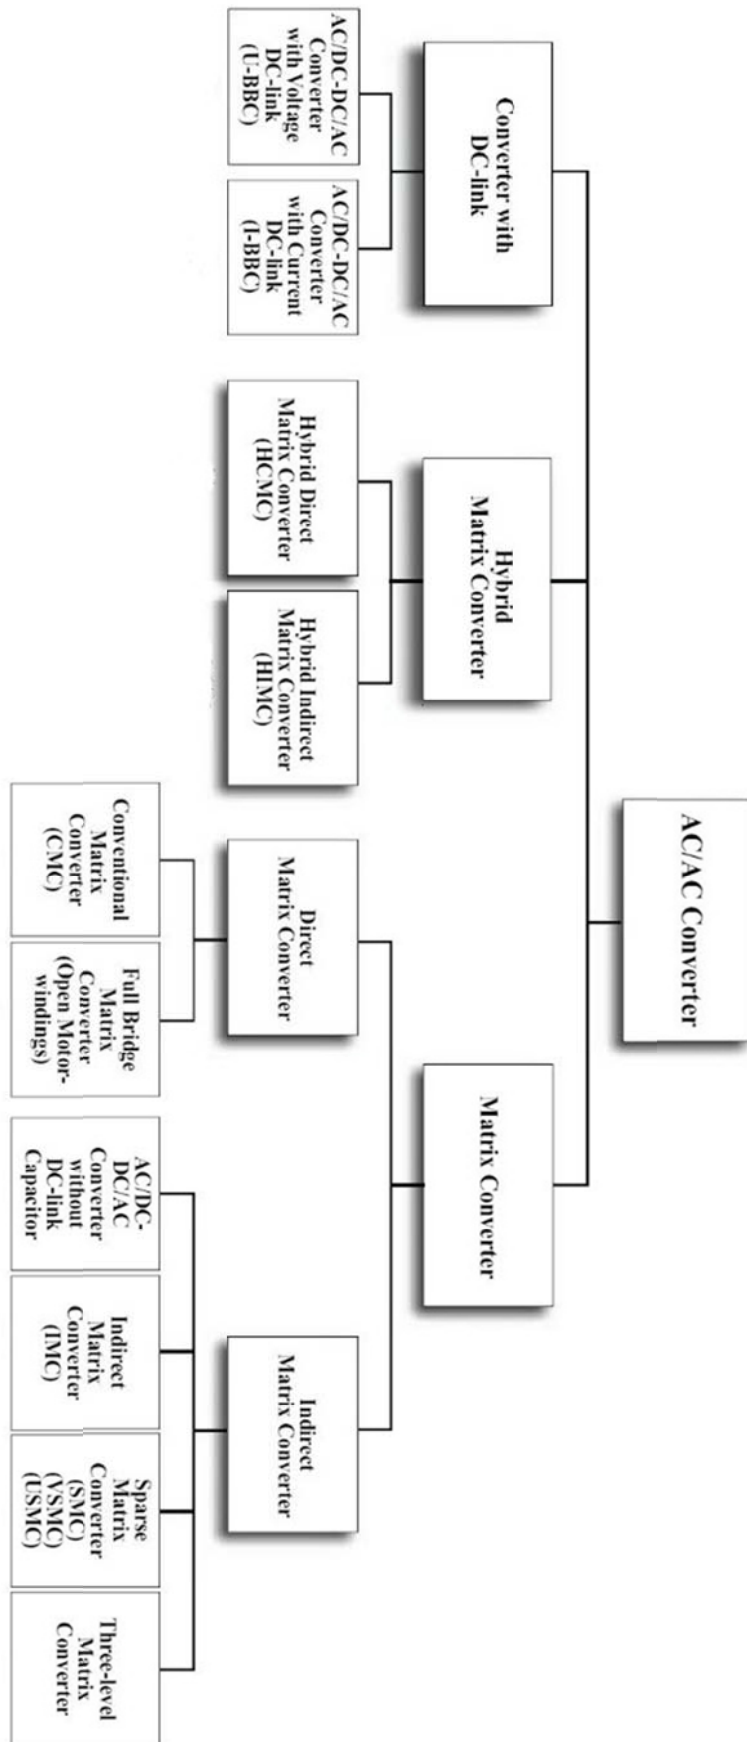 AC/AC Converter
Converter with
DC-link
Hybrid
Matrix Converter
Matrix Converter
AC/DC-DC/AC
Converter
with Voltage
DC-link
(U-BBC)
AC/DC-DC/AC
Converter
with Current
DC-link
(I-BBC)
Hybrid Direct
Matrix Converter
(HCMC)
Hybrid Indirect
Matrix Converter
(HIMC)
Direct
Matrix Converter
Indirect
Matrix Converter
Conventional
Matrix
Converter
(CMC)
Full Bridge
Matrix
Converter
(Open Motor-
windings)
AC/DC-
DC/AC
Converter
without
DC-link
Capacitor
Indirect
Matrix
Converter
(IMC)
Sparse
Matrix
Converter
(SMC)
(VSMC)
(USMC)
Three-level
Matrix
Converter